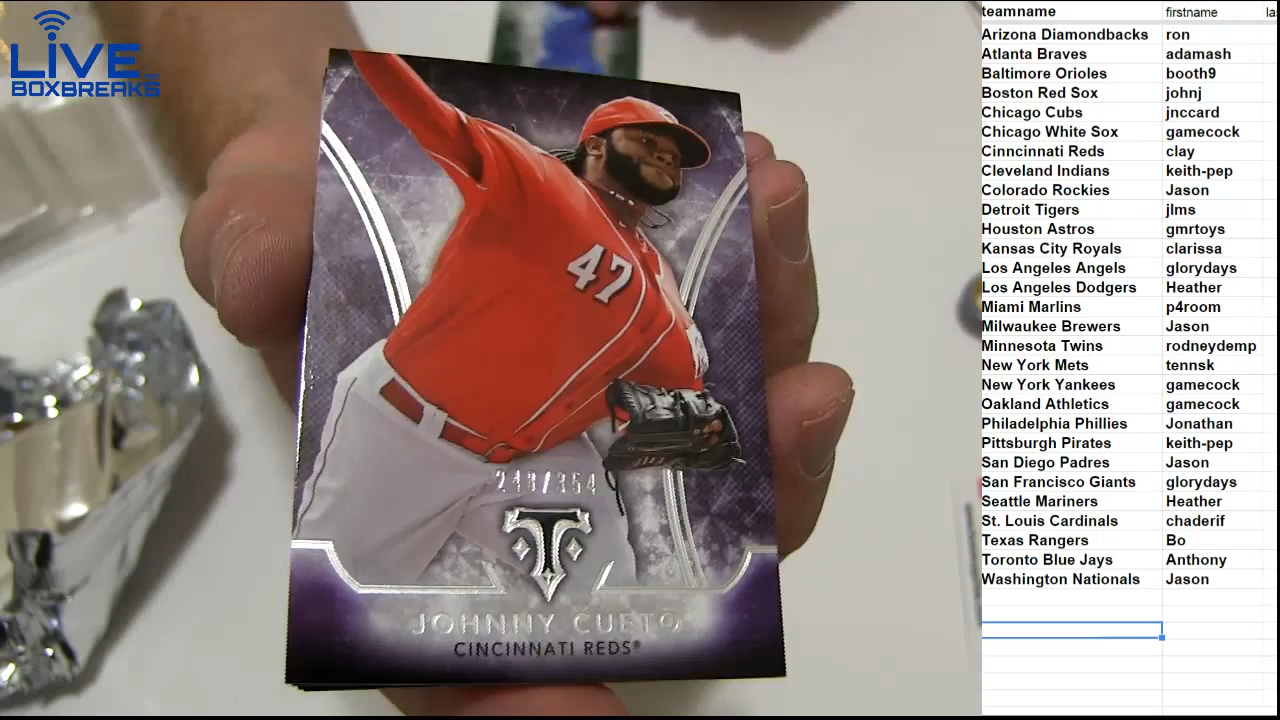 LIVE
BOXBREAKS
47
/354
T
JOHNNY CUETO
CINCINNATI REDS®
teamname firstname la
Arizona Diamondbacks ron
Atlanta Braves adamash
Baltimore Orioles booth9
Boston Red Sox johnj
Chicago Cubs jnccard
Chicago White Sox gamecock
Cinncinnati Reds clay
Cleveland Indians keith-pep
Colorado Rockies Jason
Detroit Tigers jlms
Houston Astros gmrtoys
Kansas City Royals clarissa
Los Angeles Angels glorydays
Los Angeles Dodgers Heather
Miami Marlins p4room
Milwaukee Brewers Jason
Minnesota Twins rodneydemp
New York Mets tennsk
New York Yankees gamecock
Oakland Athletics gamecock
Philadelphia Phillies Jonathan
Pittsburgh Pirates keith-pep
San Diego Padres Jason
San Francisco Giants glorydays
Seattle Mariners Heather
St. Louis Cardinals chaderif
Texas Rangers Bo
Toronto Blue Jays Anthony
Washington Nationals Jason